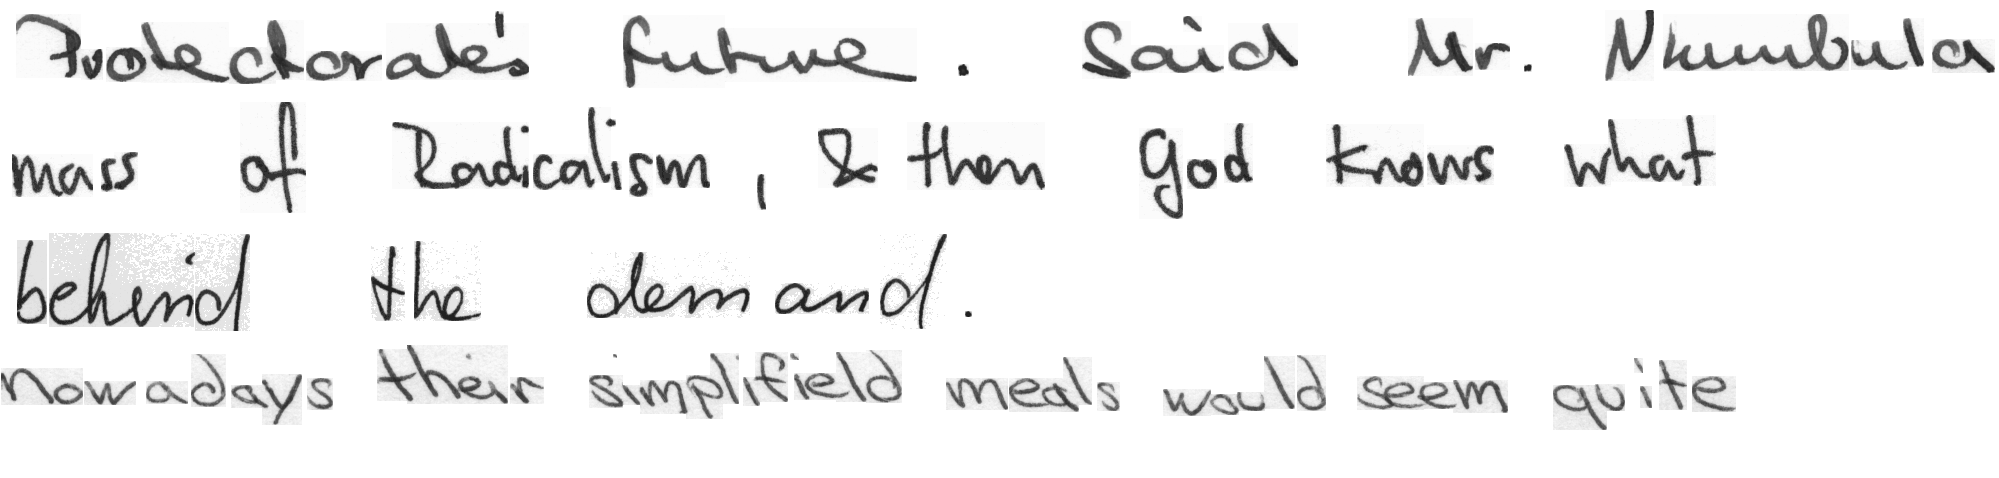 Protectorate's future. Said Mr. Nkumbula
mass of Radicalism, & then God knows what
behind the demand.
nowadays their simplifield meals would seem quite